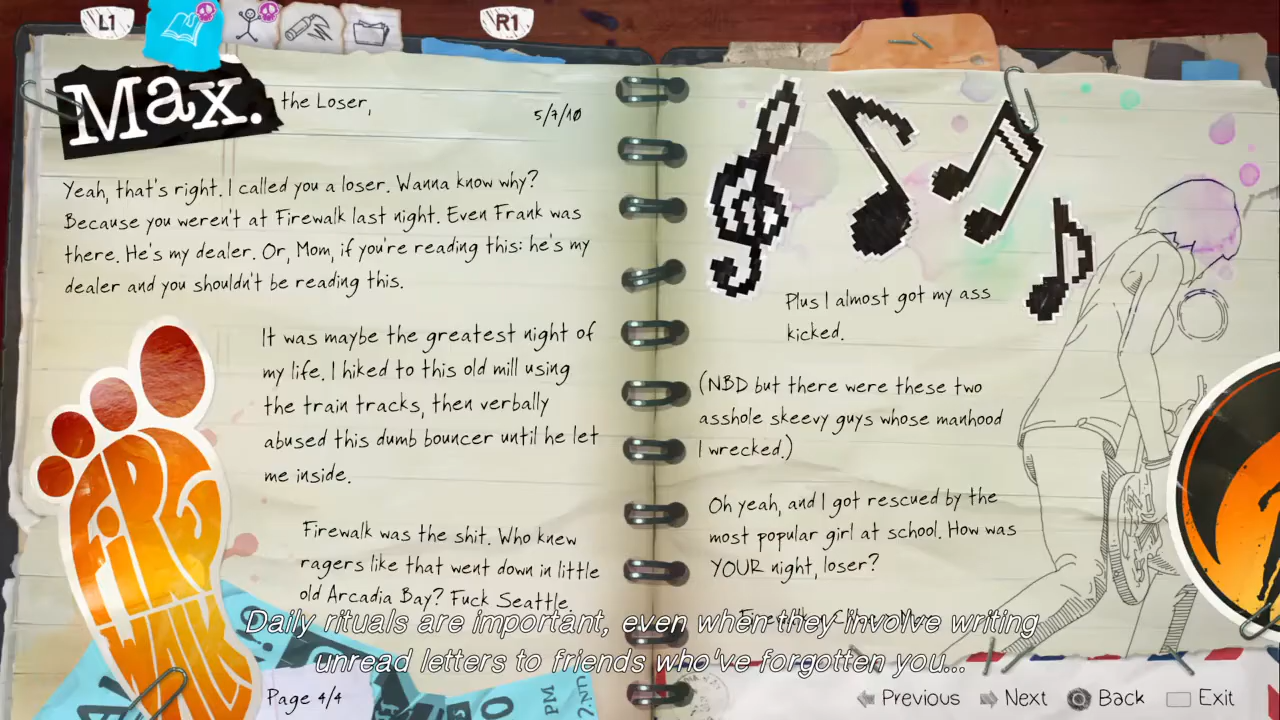 L1
R1
Max.
the Loser,
5/7/10
Yeah, that's right. I called you a loser. Wanna know why?
Because you weren't at Firewalk last night. Even Frank was
there. He's my dealer. Or, Mom, if you're reading this: he's my
dealer and you shouldn't be reading this.
It was maybe the greatest night of
my life. I hiked to this old mill using
the train tracks, then verbally
abused this dumb bouncer until he let
me inside.
Firewalk was the shit. Who knew
ragers like that went down in little
old Arcadia Bay? Fuck Seattle.
FIRE
WALK
PM
Page 4/4
Plus I almost got my ass
kicked.
(NBD but there were these two
asshole skeevy guys whose manhood
I wrecked.)
Oh yeah, and I got rescued by the
most popular girl at school. How was
YOUR night, loser?
Daily rituals are important, even when they involve writing
unread letters to friends who've forgotten you...
Previous
Next
Back
Exit